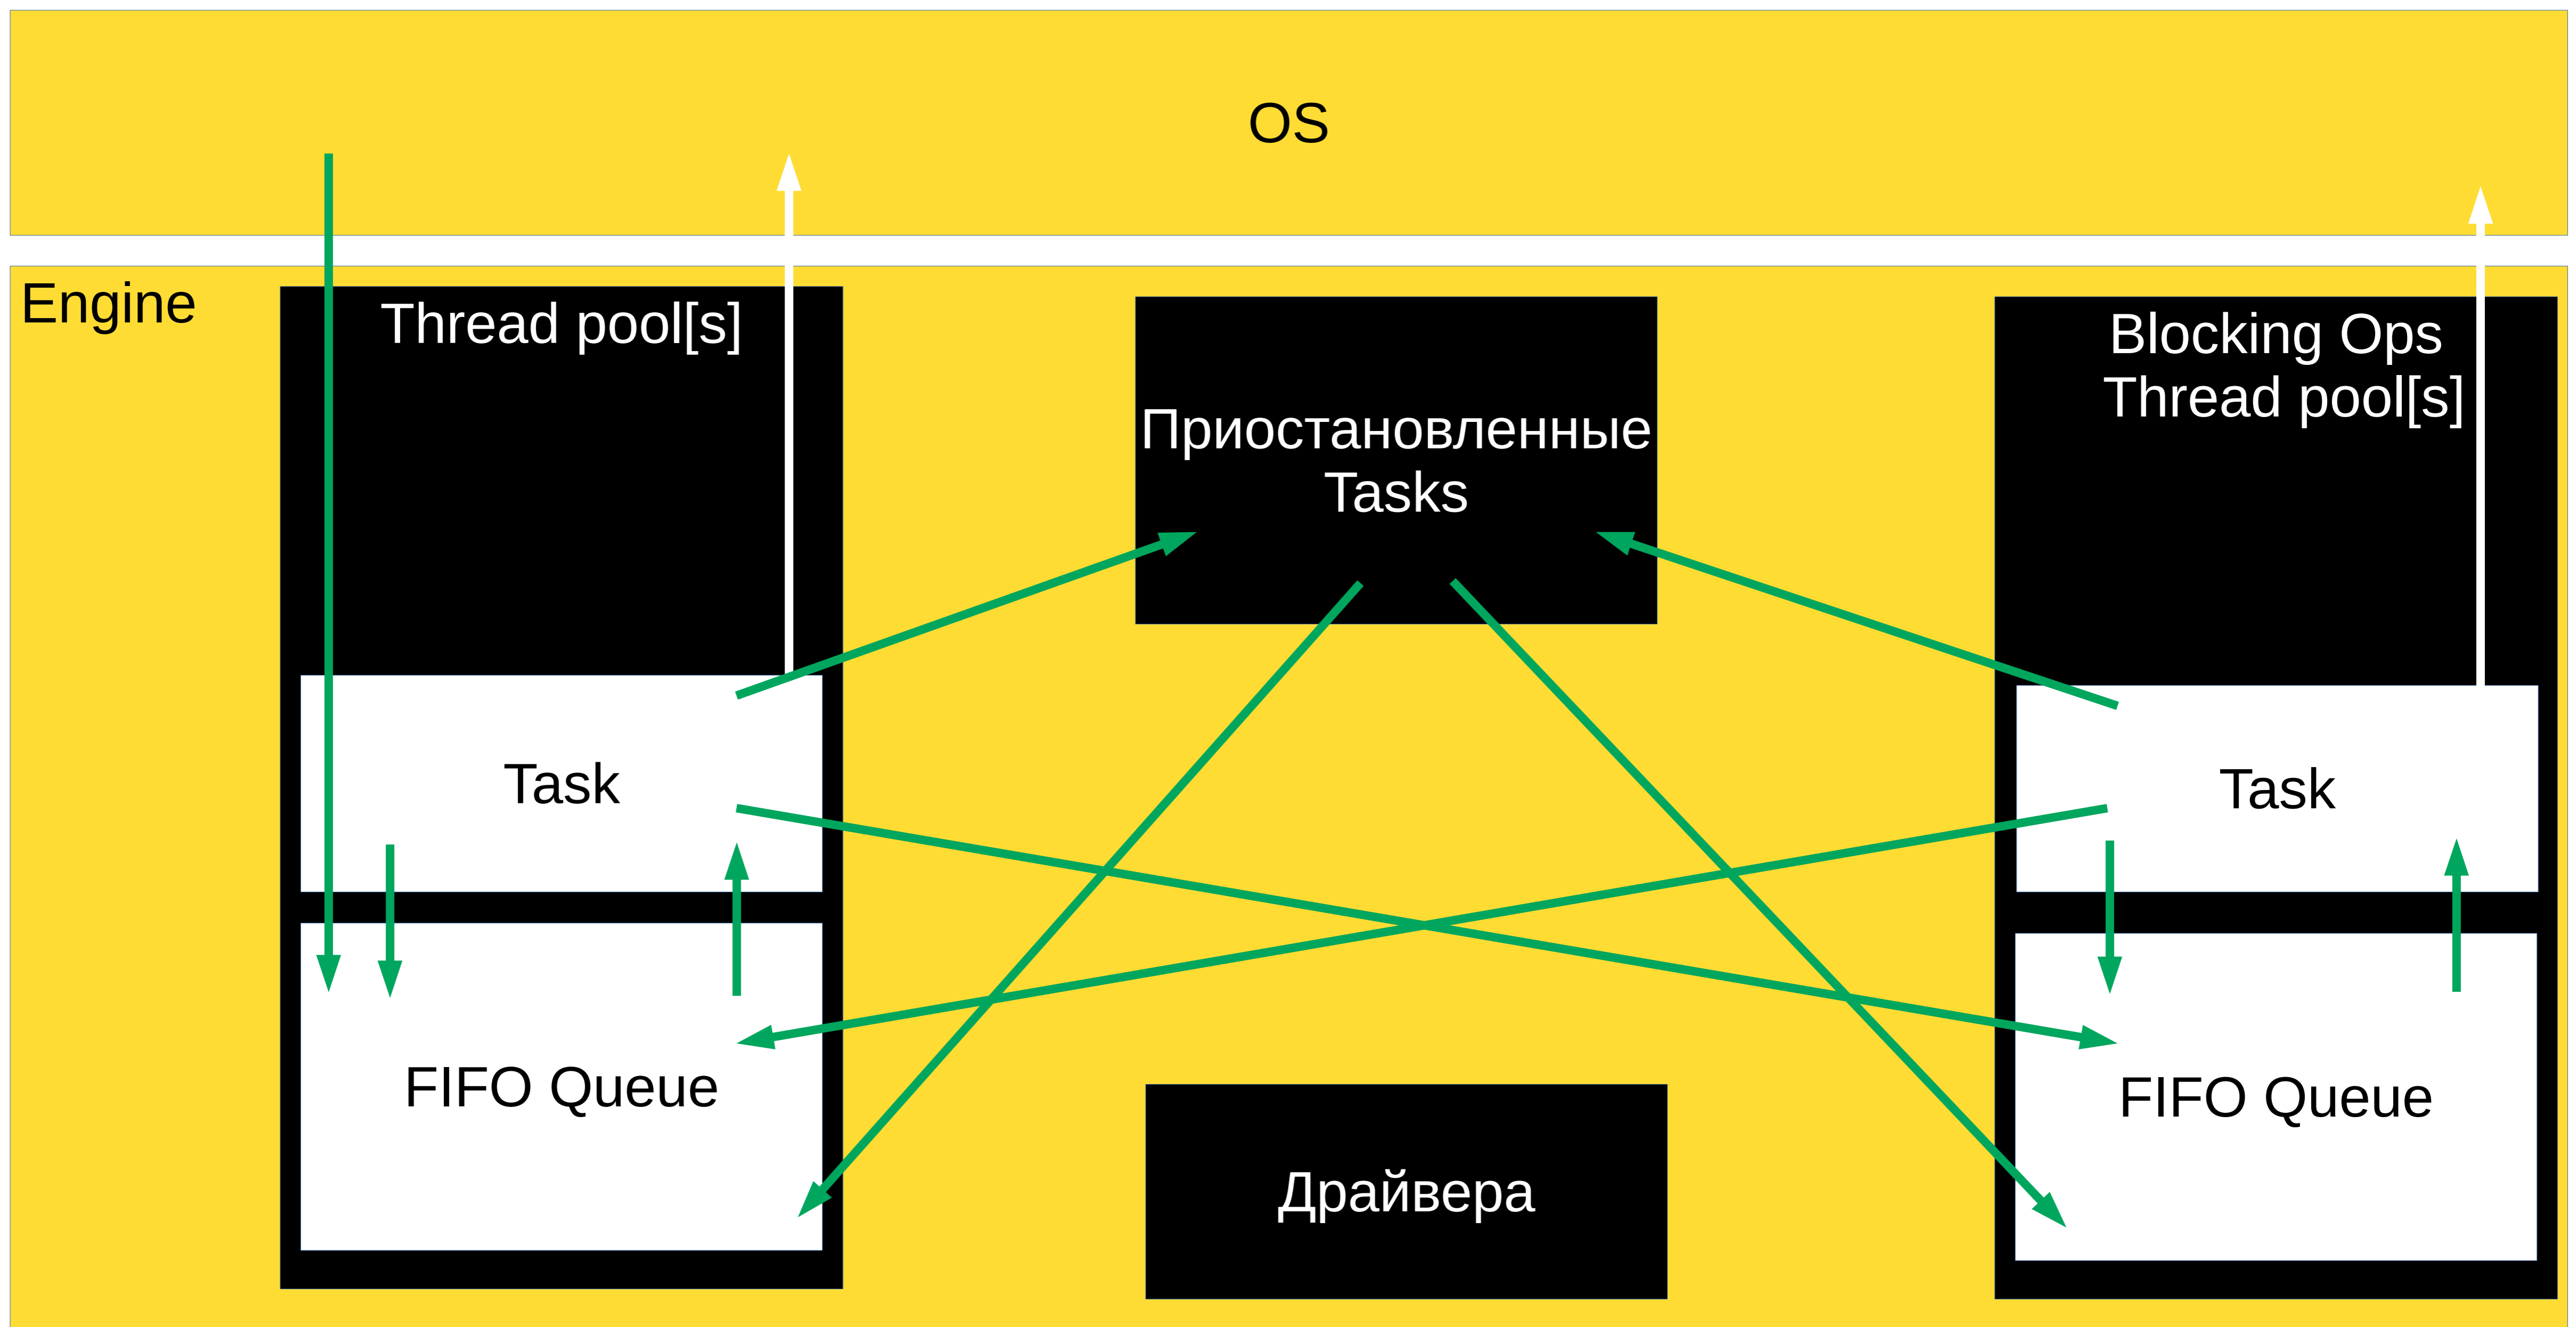 OS
Engine
Thread pool[s]
Приостановленные
Tasks
Blocking Ops
Thread pool[s]
Task
Task
FIFO Queue
FIFO Queue
Драйвера